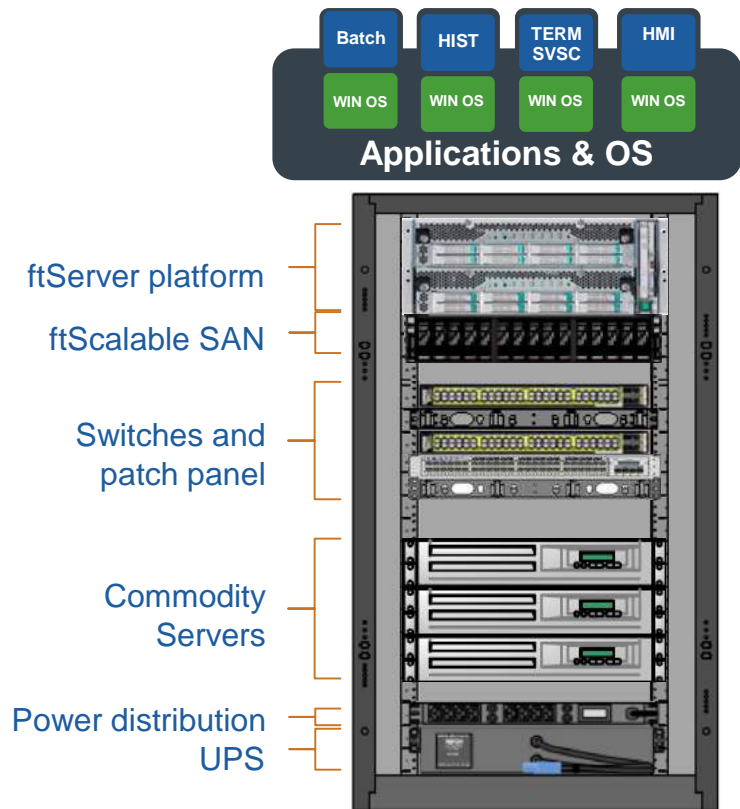 Batch
HIST
TERM
SVSC
HMI
WIN OS
WIN OS
WIN OS
WIN OS
Applications & OS
ftServer platform
ftScalable SAN
Switches and
patch panel
Commodity
Servers
Power distribution
UPS